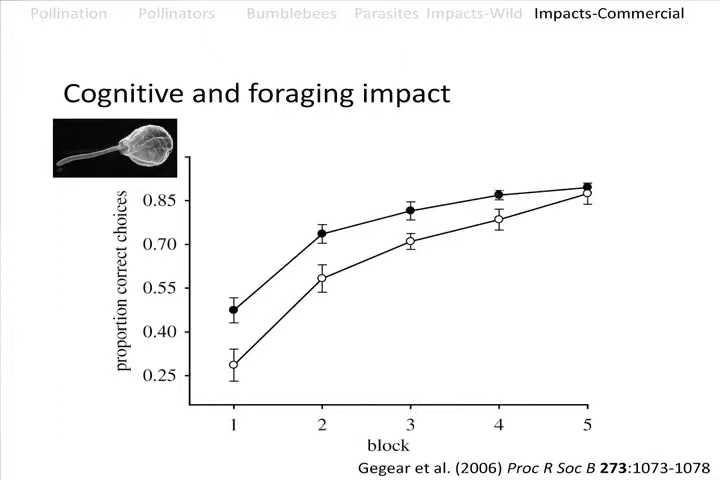 Pollination Pollinators Bumblebees Parasites Impacts-Wild Impacts-Commercial
Cognitive and foraging impact
proportion correct choices
0.85
0.70
0.55
0.40
0.25
1 2 3 4 5
block
Gegear et al. (2006) Proc R Soc B 273:1073-1078